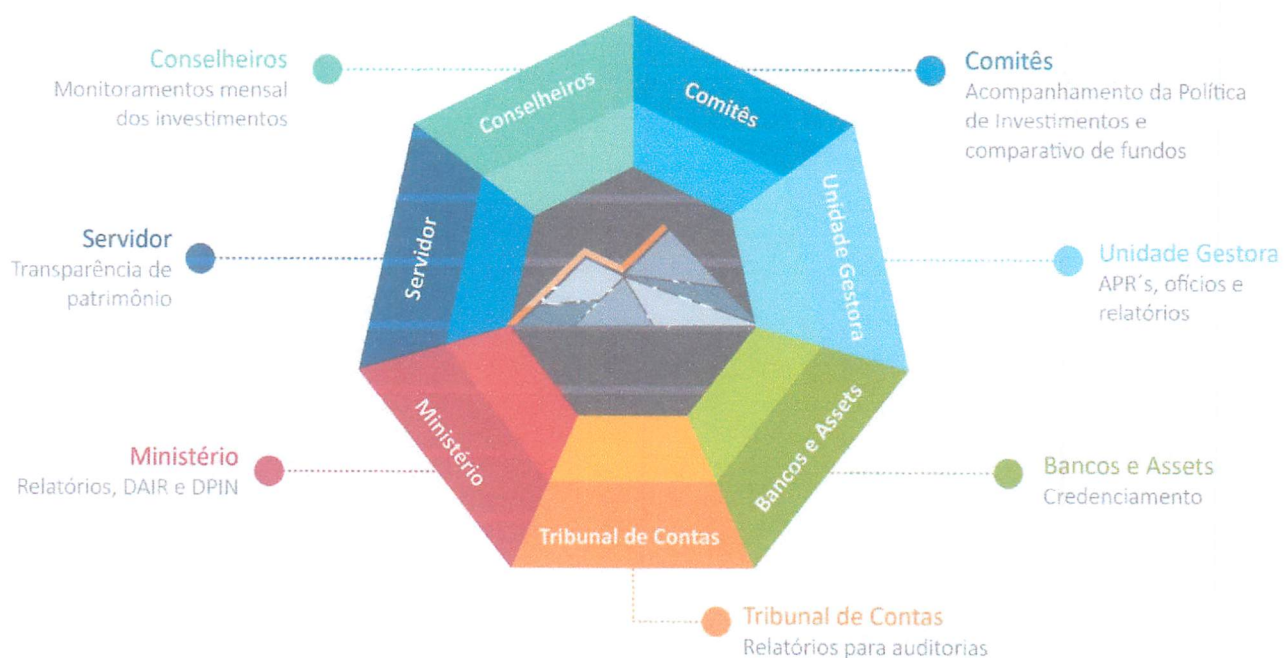 Conselheiros
Monitoramentos mensal
dos investimentos
Comitês
Acompanhamento da Política
de Investimentos e
comparativo de fundos
Servidor
Transparência de
patrimônio
Unidade Gestora
APR´s, ofícios e
relatórios
Ministério
Relatórios, DAIR e DPIN
Bancos e Assets
Credenciamento
Tribunal de Contas
Relatórios para auditorias
Conselheiros
Comitês
Servidor
Unidade Gestora
Ministério
Bancos e Assets
Tribunal de Contas